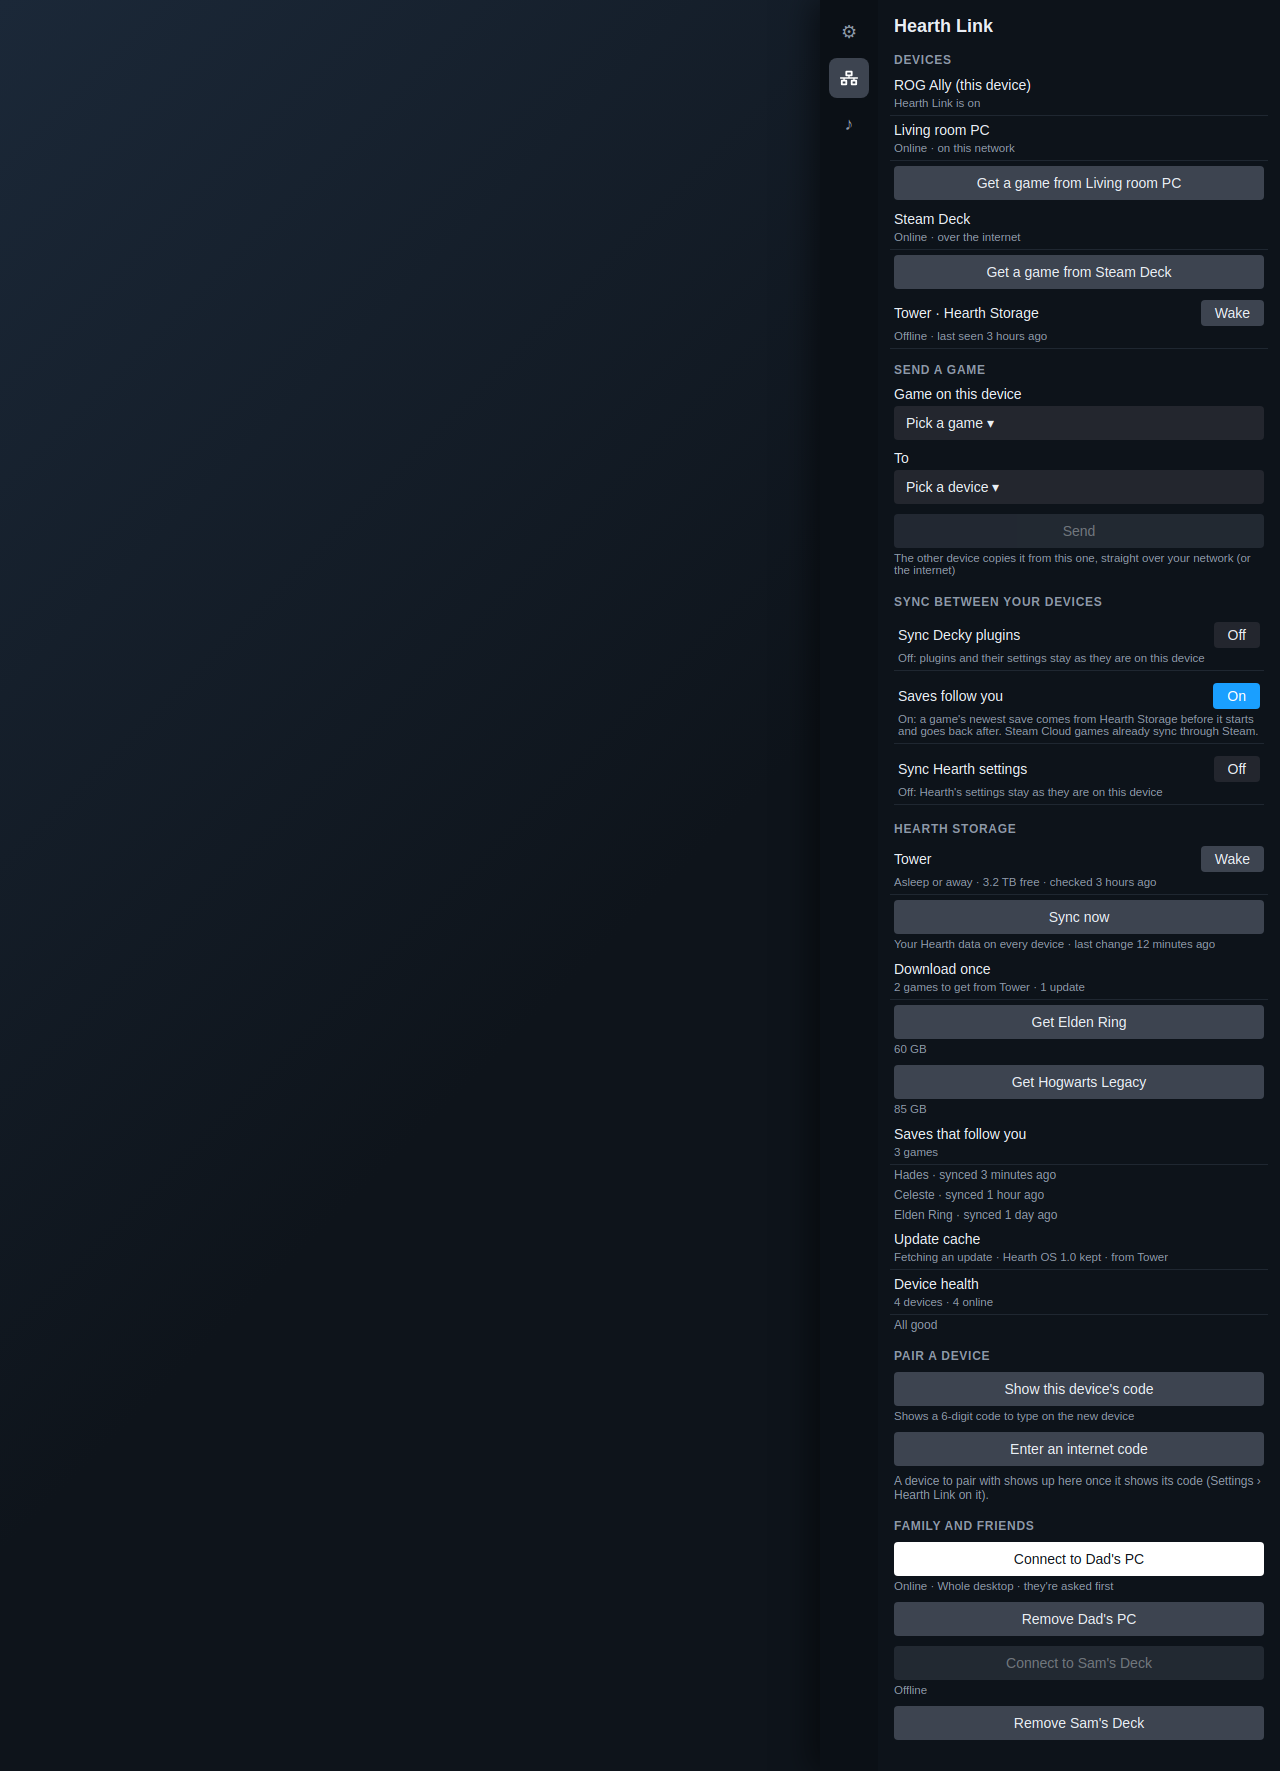 Hearth Link
DEVICES
ROG Ally (this device)
Hearth Link is on
Living room PC
Online · on this network
Get a game from Living room PC
Steam Deck
Online · over the internet
Get a game from Steam Deck
Tower · Hearth Storage
Wake
Offline · last seen 3 hours ago
SEND A GAME
Game on this device
Pick a game ▾
To
Pick a device ▾
Send
The other device copies it from this one, straight over your network (or
the internet)
SYNC BETWEEN YOUR DEVICES
Sync Decky plugins
Off
Off: plugins and their settings stay as they are on this device
Saves follow you
On
On: a game's newest save comes from Hearth Storage before it starts
and goes back after. Steam Cloud games already sync through Steam.
Sync Hearth settings
Off
Off: Hearth's settings stay as they are on this device
HEARTH STORAGE
Tower
Wake
Asleep or away · 3.2 TB free · checked 3 hours ago
Sync now
Your Hearth data on every device · last change 12 minutes ago
Download once
2 games to get from Tower · 1 update
Get Elden Ring
60 GB
Get Hogwarts Legacy
85 GB
Saves that follow you
3 games
Hades · synced 3 minutes ago
Celeste · synced 1 hour ago
Elden Ring · synced 1 day ago
Update cache
Fetching an update · Hearth OS 1.0 kept · from Tower
Device health
4 devices · 4 online
All good
PAIR A DEVICE
Show this device's code
Shows a 6-digit code to type on the new device
Enter an internet code
A device to pair with shows up here once it shows its code (Settings ›
Hearth Link on it).
FAMILY AND FRIENDS
Connect to Dad's PC
Online · Whole desktop · they're asked first
Remove Dad's PC
Connect to Sam's Deck
Offline
Remove Sam's Deck